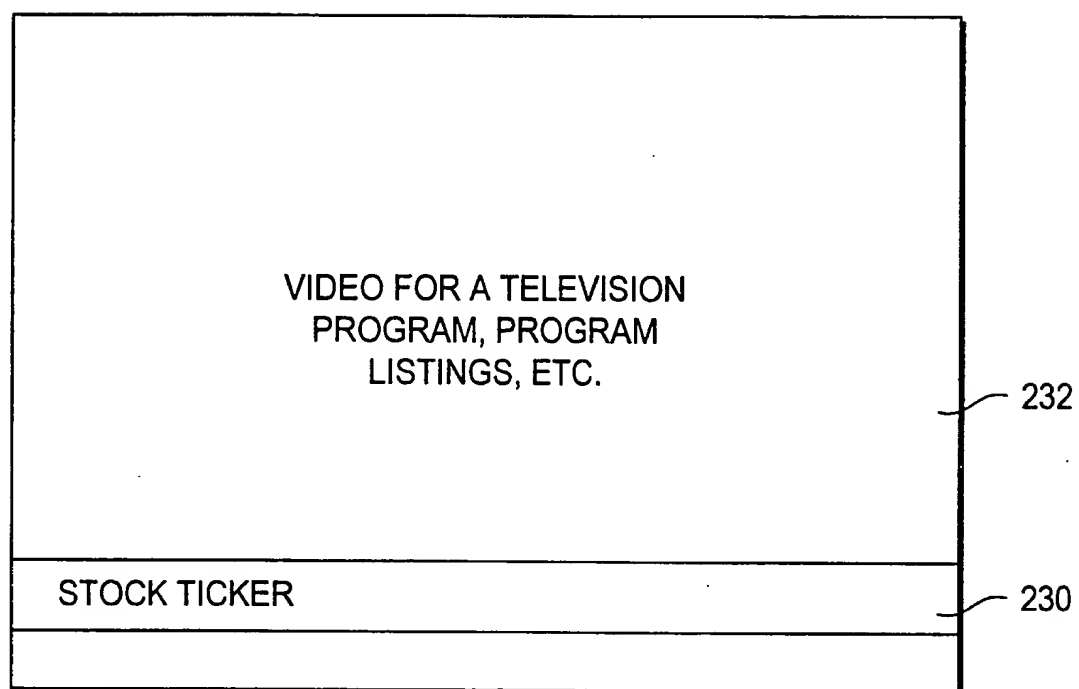 VIDEO FOR A TELEVISION
PROGRAM, PROGRAM
LISTINGS, ETC.
232
STOCK TICKER
230